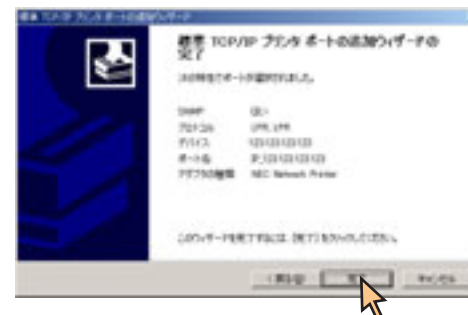 標準 TCP/IP プリンタ ポートの追加ウィザード
標準 TCP/IP プリンタ ポートの追加ウィザードの
完了
次の特性でポートが選択されました。
SNMP はい
プロトコル LPR, LPR
デバイス 123.123.123.123
ポート名 IP_123.123.123.123
アダプタの種類 NEC Network Printer
このウィザードを完了するには、[完了] をクリックしてください。
< 戻る(B) 完了 キャンセル